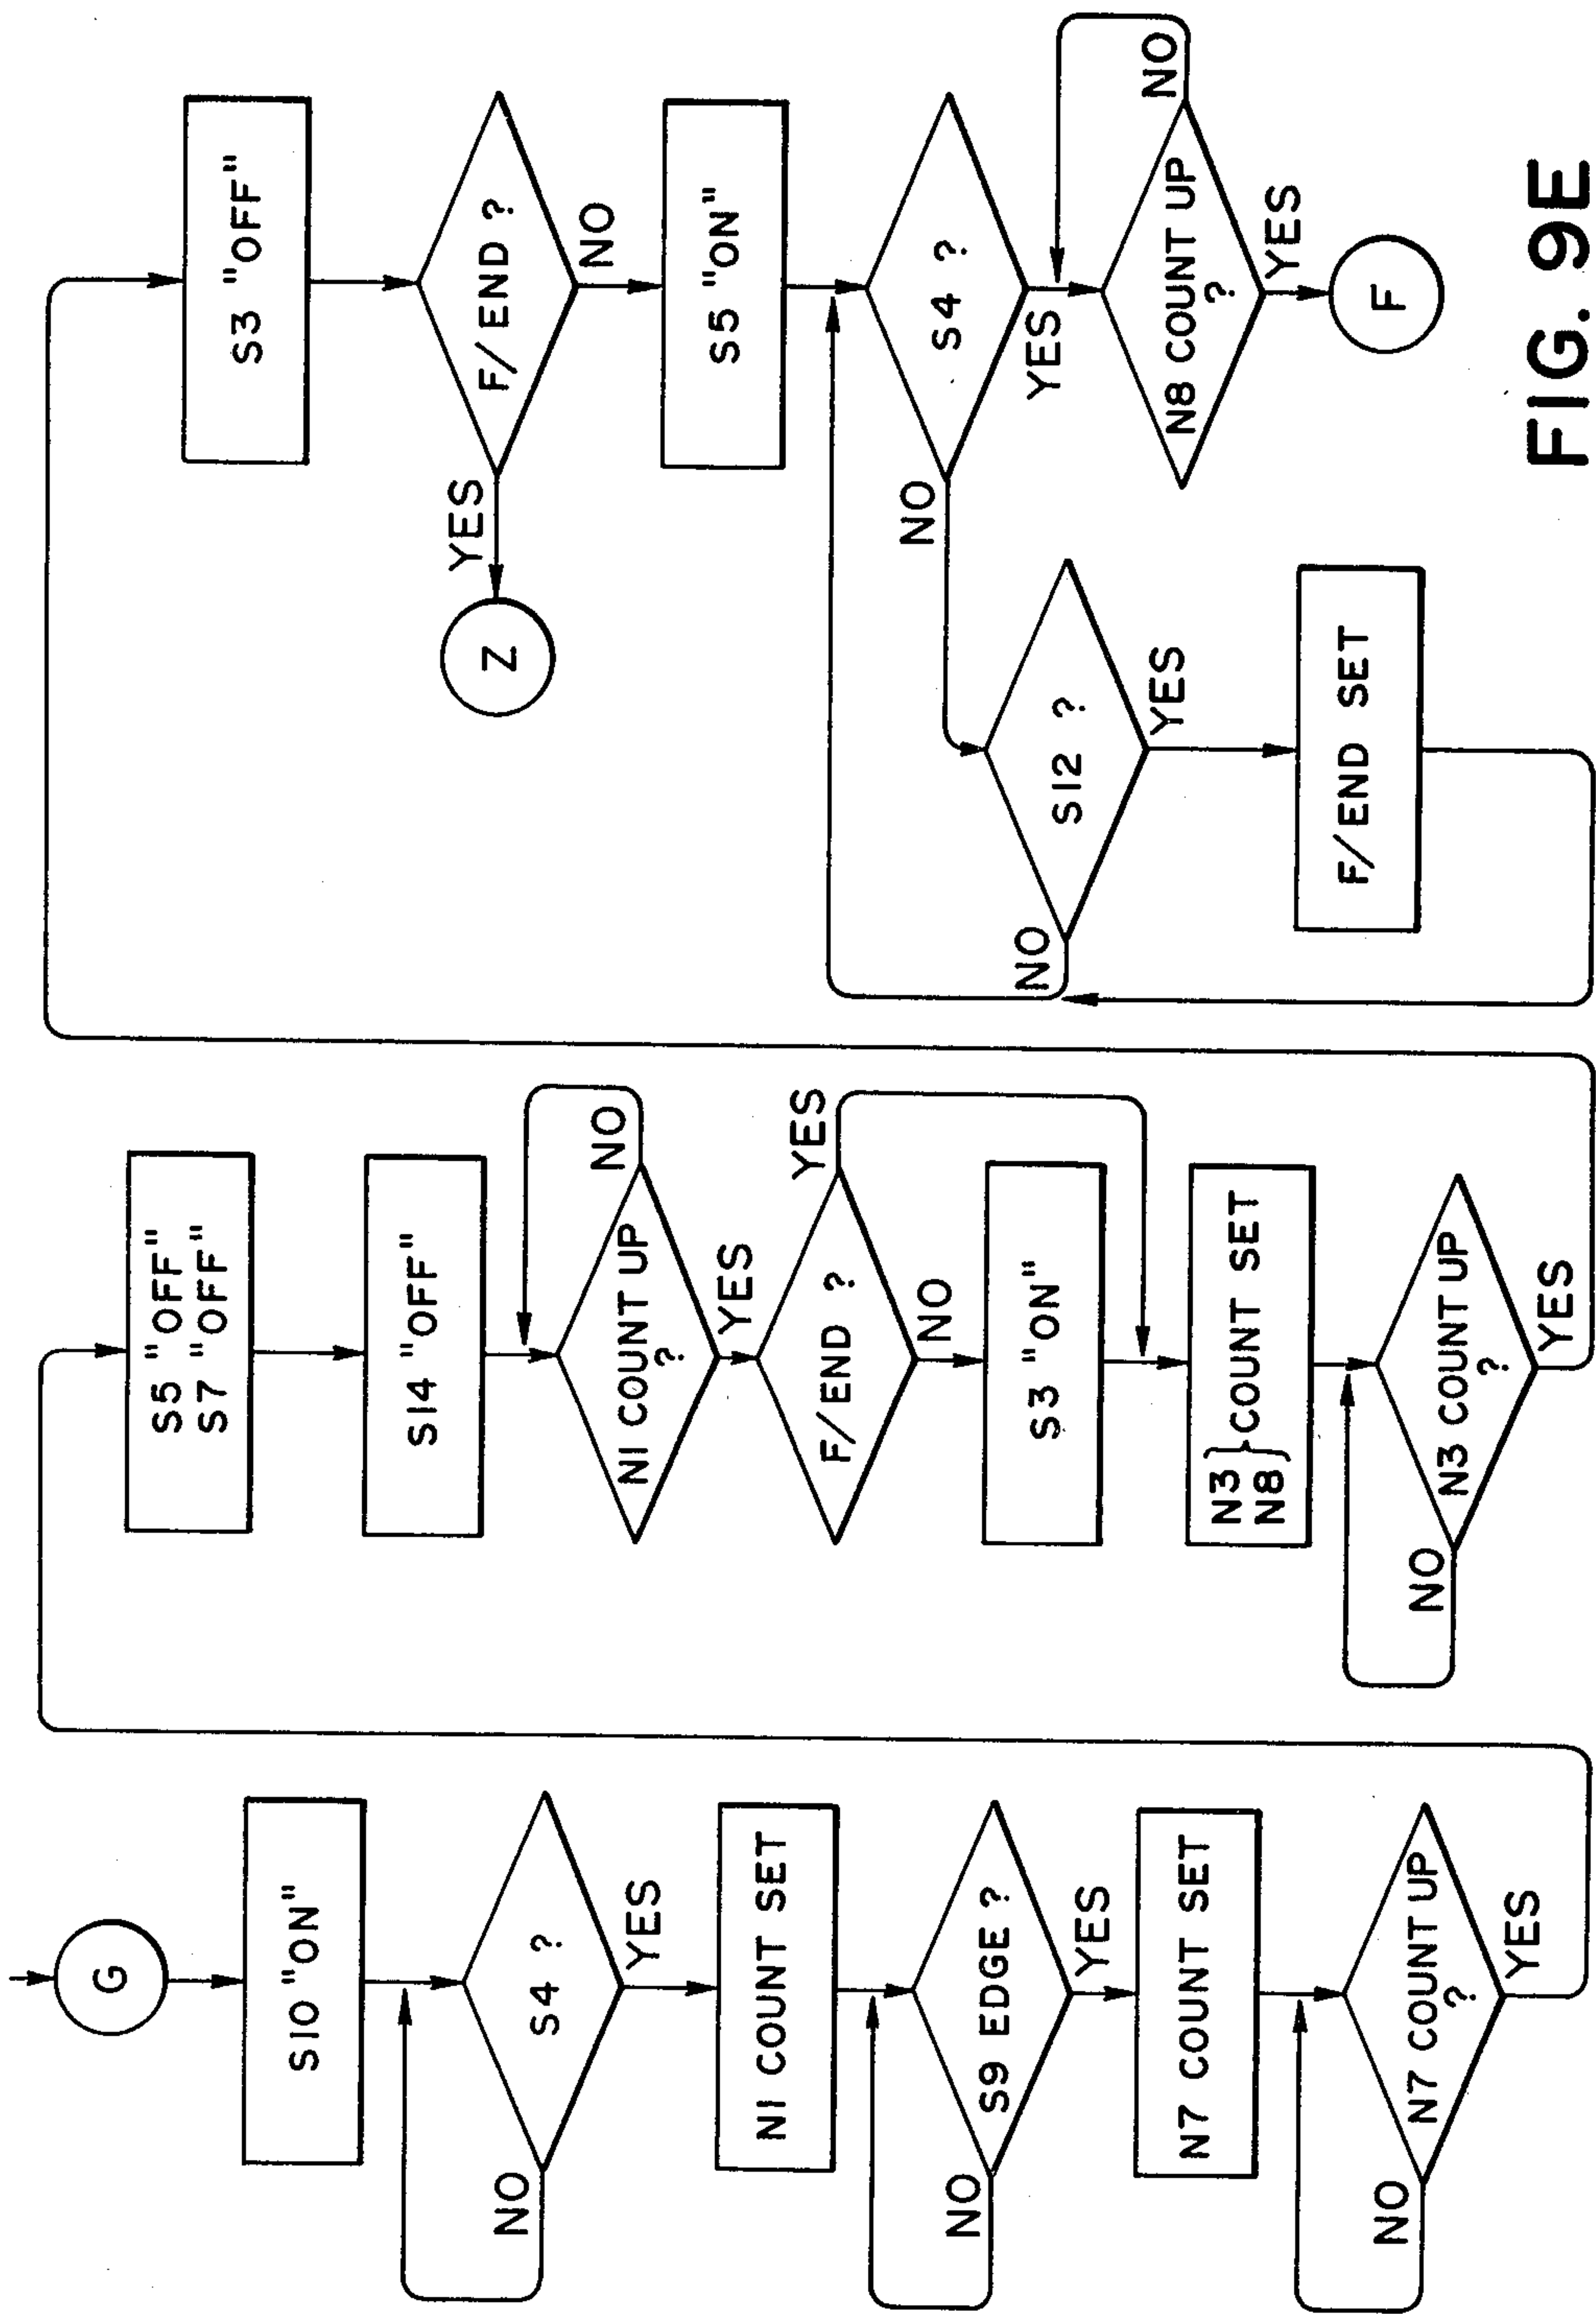 G
S10 "ON"
S4 ?
NO
YES
N1 COUNT SET
S9 EDGE ?
NO
YES
N7 COUNT SET
N7 COUNT UP
?
NO
YES
S5 "OFF"
S7 "OFF"
S14 "OFF"
N1 COUNT UP
?
NO
YES
F/END ?
YES
NO
S3 "ON"
N3
N8
} COUNT SET
N3 COUNT UP
?
NO
YES
S3 "OFF"
F/END ?
YES
Z
NO
S5 "ON"
S4 ?
NO
YES
S12 ?
NO
YES
F/END SET
N8 COUNT UP
?
NO
YES
F
FIG. 9E